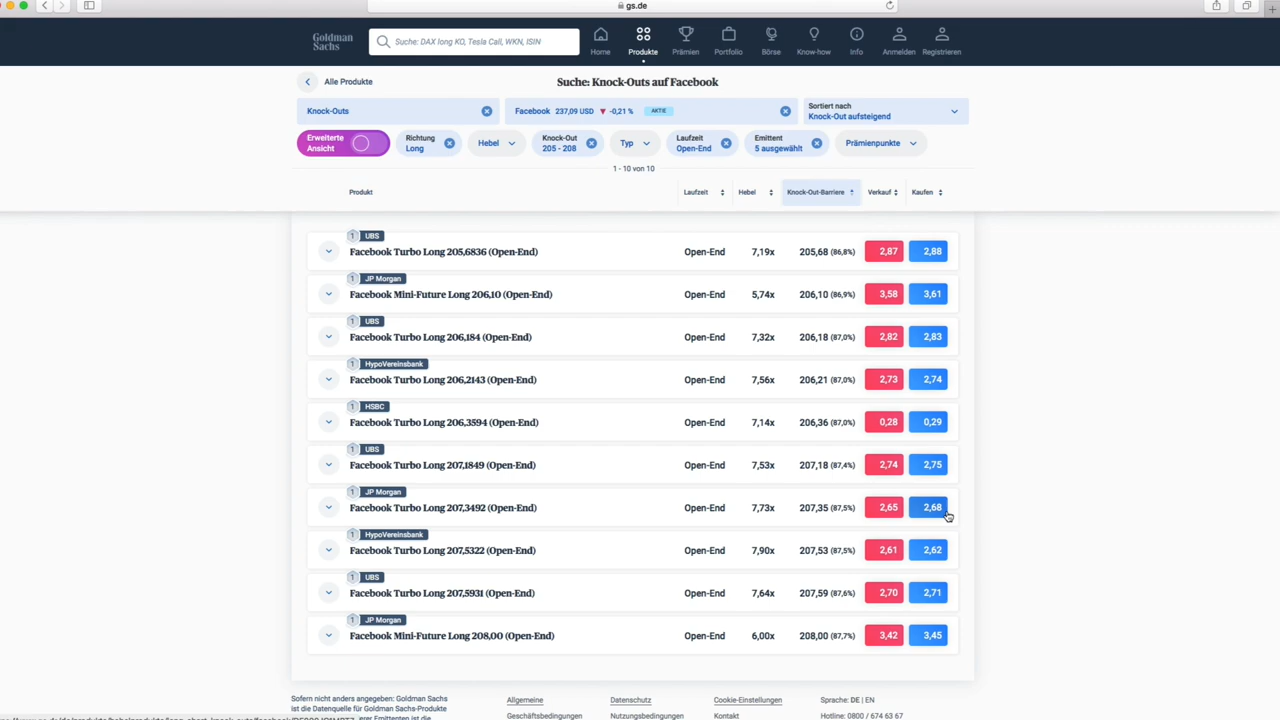 gs.de
Goldman
Sachs
Suche: DAX long KO, Tesla Call, WKN, ISIN
Home
Produkte
Prämien
Portfolio
Börse
Know-how
Info
Anmelden
Registrieren
Alle Produkte
Suche: Knock-Outs auf Facebook
Knock-Outs
Facebook 237,09 USD ▼ -0,21 % AKTIE
Sortiert nach
Knock-Out aufsteigend
Erweiterte
Ansicht
Richtung
Long
Hebel
Knock-Out
205 - 208
Typ
Laufzeit
Open-End
Emittent
5 ausgewählt
Prämienpunkte
1 - 10 von 10
Produkt Laufzeit Hebel Knock-Out-Barriere Verkauf Kaufen
1 UBS
Facebook Turbo Long 205,6836 (Open-End) Open-End 7,19x 205,68 (86,8%) 2,87 2,88
1 JP Morgan
Facebook Mini-Future Long 206,10 (Open-End) Open-End 5,74x 206,10 (86,9%) 3,58 3,61
1 UBS
Facebook Turbo Long 206,184 (Open-End) Open-End 7,32x 206,18 (87,0%) 2,82 2,83
1 HypoVereinsbank
Facebook Turbo Long 206,2143 (Open-End) Open-End 7,56x 206,21 (87,0%) 2,73 2,74
1 HSBC
Facebook Turbo Long 206,3594 (Open-End) Open-End 7,14x 206,36 (87,0%) 0,28 0,29
1 UBS
Facebook Turbo Long 207,1849 (Open-End) Open-End 7,53x 207,18 (87,4%) 2,74 2,75
1 JP Morgan
Facebook Turbo Long 207,3492 (Open-End) Open-End 7,73x 207,35 (87,5%) 2,65 2,68
1 HypoVereinsbank
Facebook Turbo Long 207,5322 (Open-End) Open-End 7,90x 207,53 (87,5%) 2,61 2,62
1 UBS
Facebook Turbo Long 207,5931 (Open-End) Open-End 7,64x 207,59 (87,6%) 2,70 2,71
1 JP Morgan
Facebook Mini-Future Long 208,00 (Open-End) Open-End 6,00x 208,00 (87,7%) 3,42 3,45
Sofern nicht anders angegeben: Goldman Sachs
ist die Datenquelle für Goldman Sachs-Produkte
Emittenten ist die
Allgemeine
Geschäftsbedingungen
Datenschutz
Nutzungsbedingungen
Cookie-Einstellungen
Kontakt
Sprache: DE | EN
Hotline: 0800 / 674 63 67